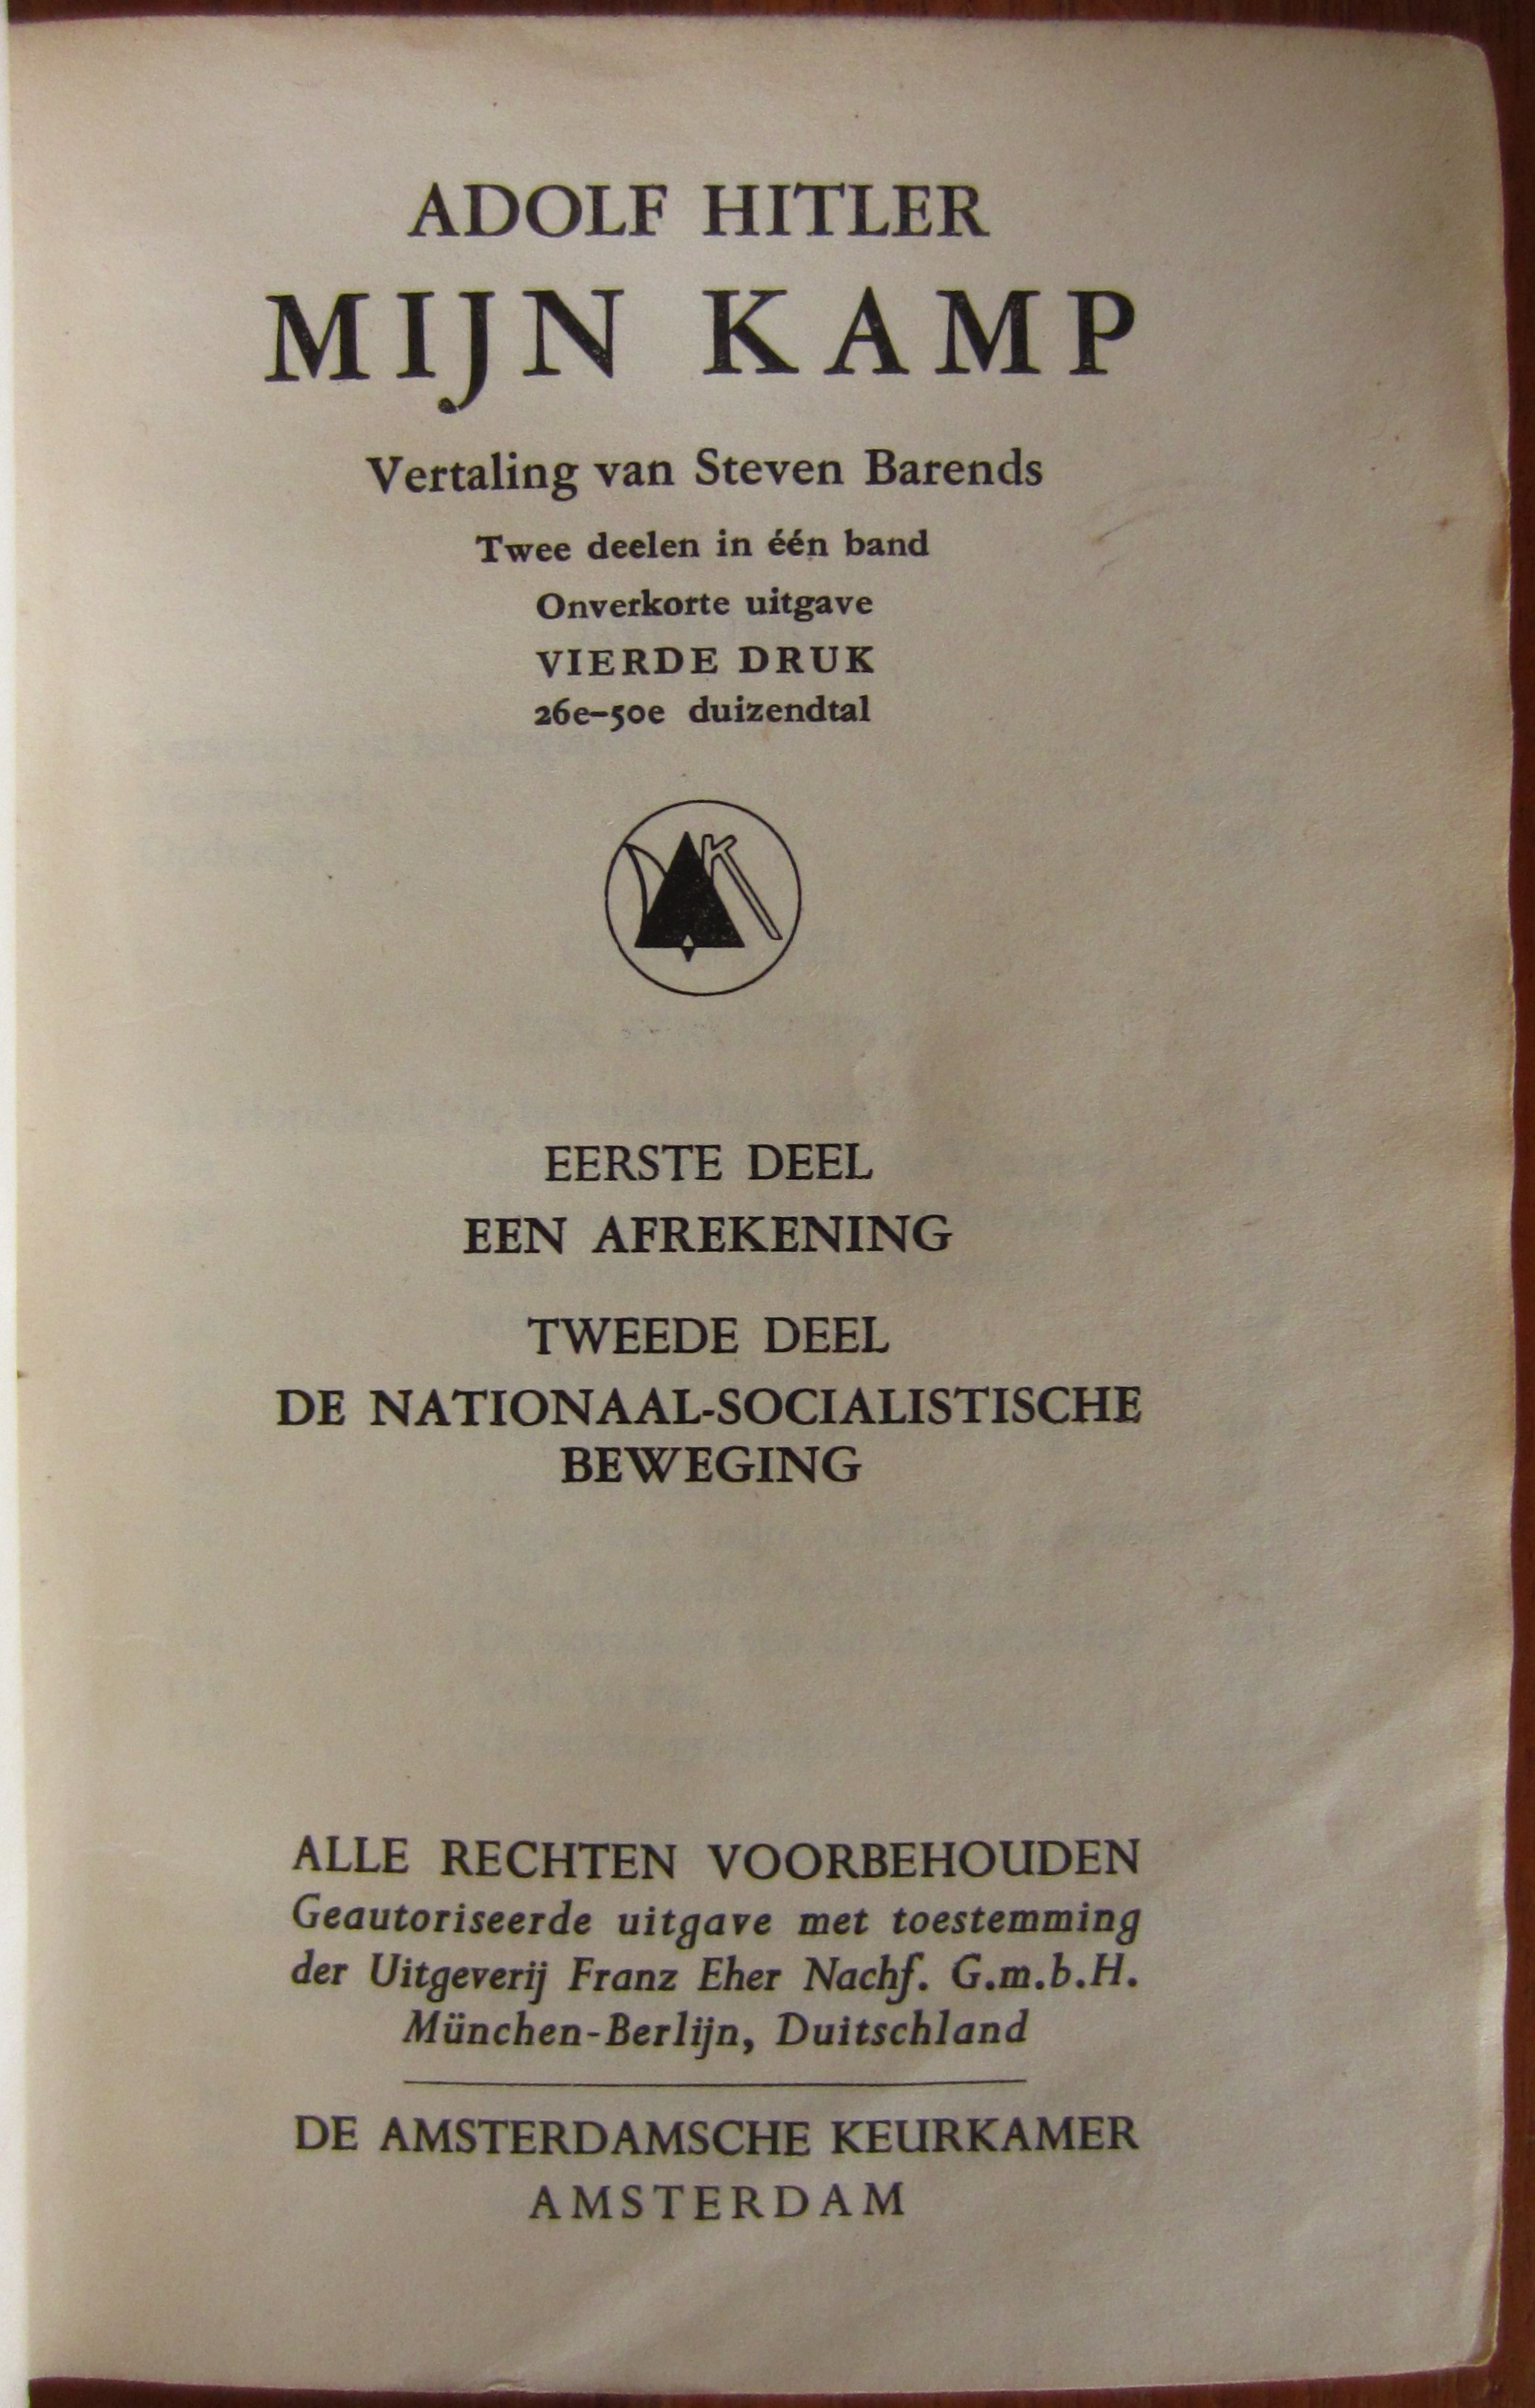 ADOLF HITLER
MIJN KAMP
Vertaling van Steven Barends
Twee deelen in één band
Onverkorte uitgave
VIERDE DRUK
26e–50e duizendtal
EERSTE DEEL
EEN AFREKENING
TWEEDE DEEL
DE NATIONAAL-SOCIALISTISCHE
BEWEGING
ALLE RECHTEN VOORBEHOUDEN
Geautoriseerde uitgave met toestemming
der Uitgeverij Franz Eher Nachf. G.m.b.H.
München-Berlijn, Duitschland
DE AMSTERDAMSCHE KEURKAMER
AMSTERDAM